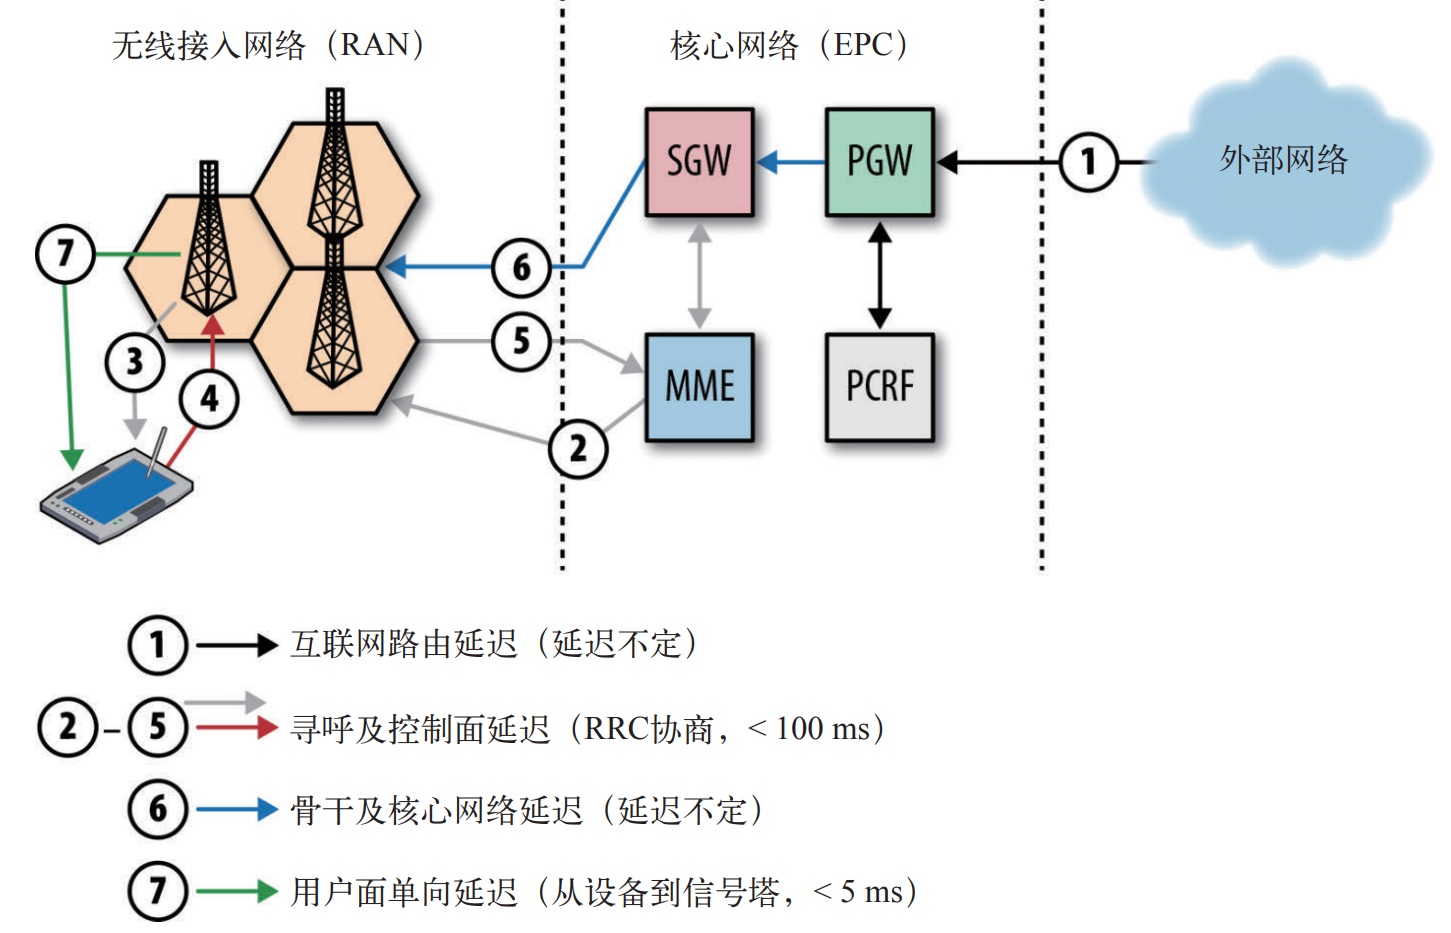 无线接入网络（RAN）
核心网络（EPC）
SGW
PGW
1
外部网络
7
6
3
5
4
MME
PCRF
2
1 互联网路由延迟（延迟不定）
2 – 5 寻呼及控制面延迟（RRC协商，< 100 ms）
6 骨干及核心网络延迟（延迟不定）
7 用户面单向延迟（从设备到信号塔，< 5 ms）